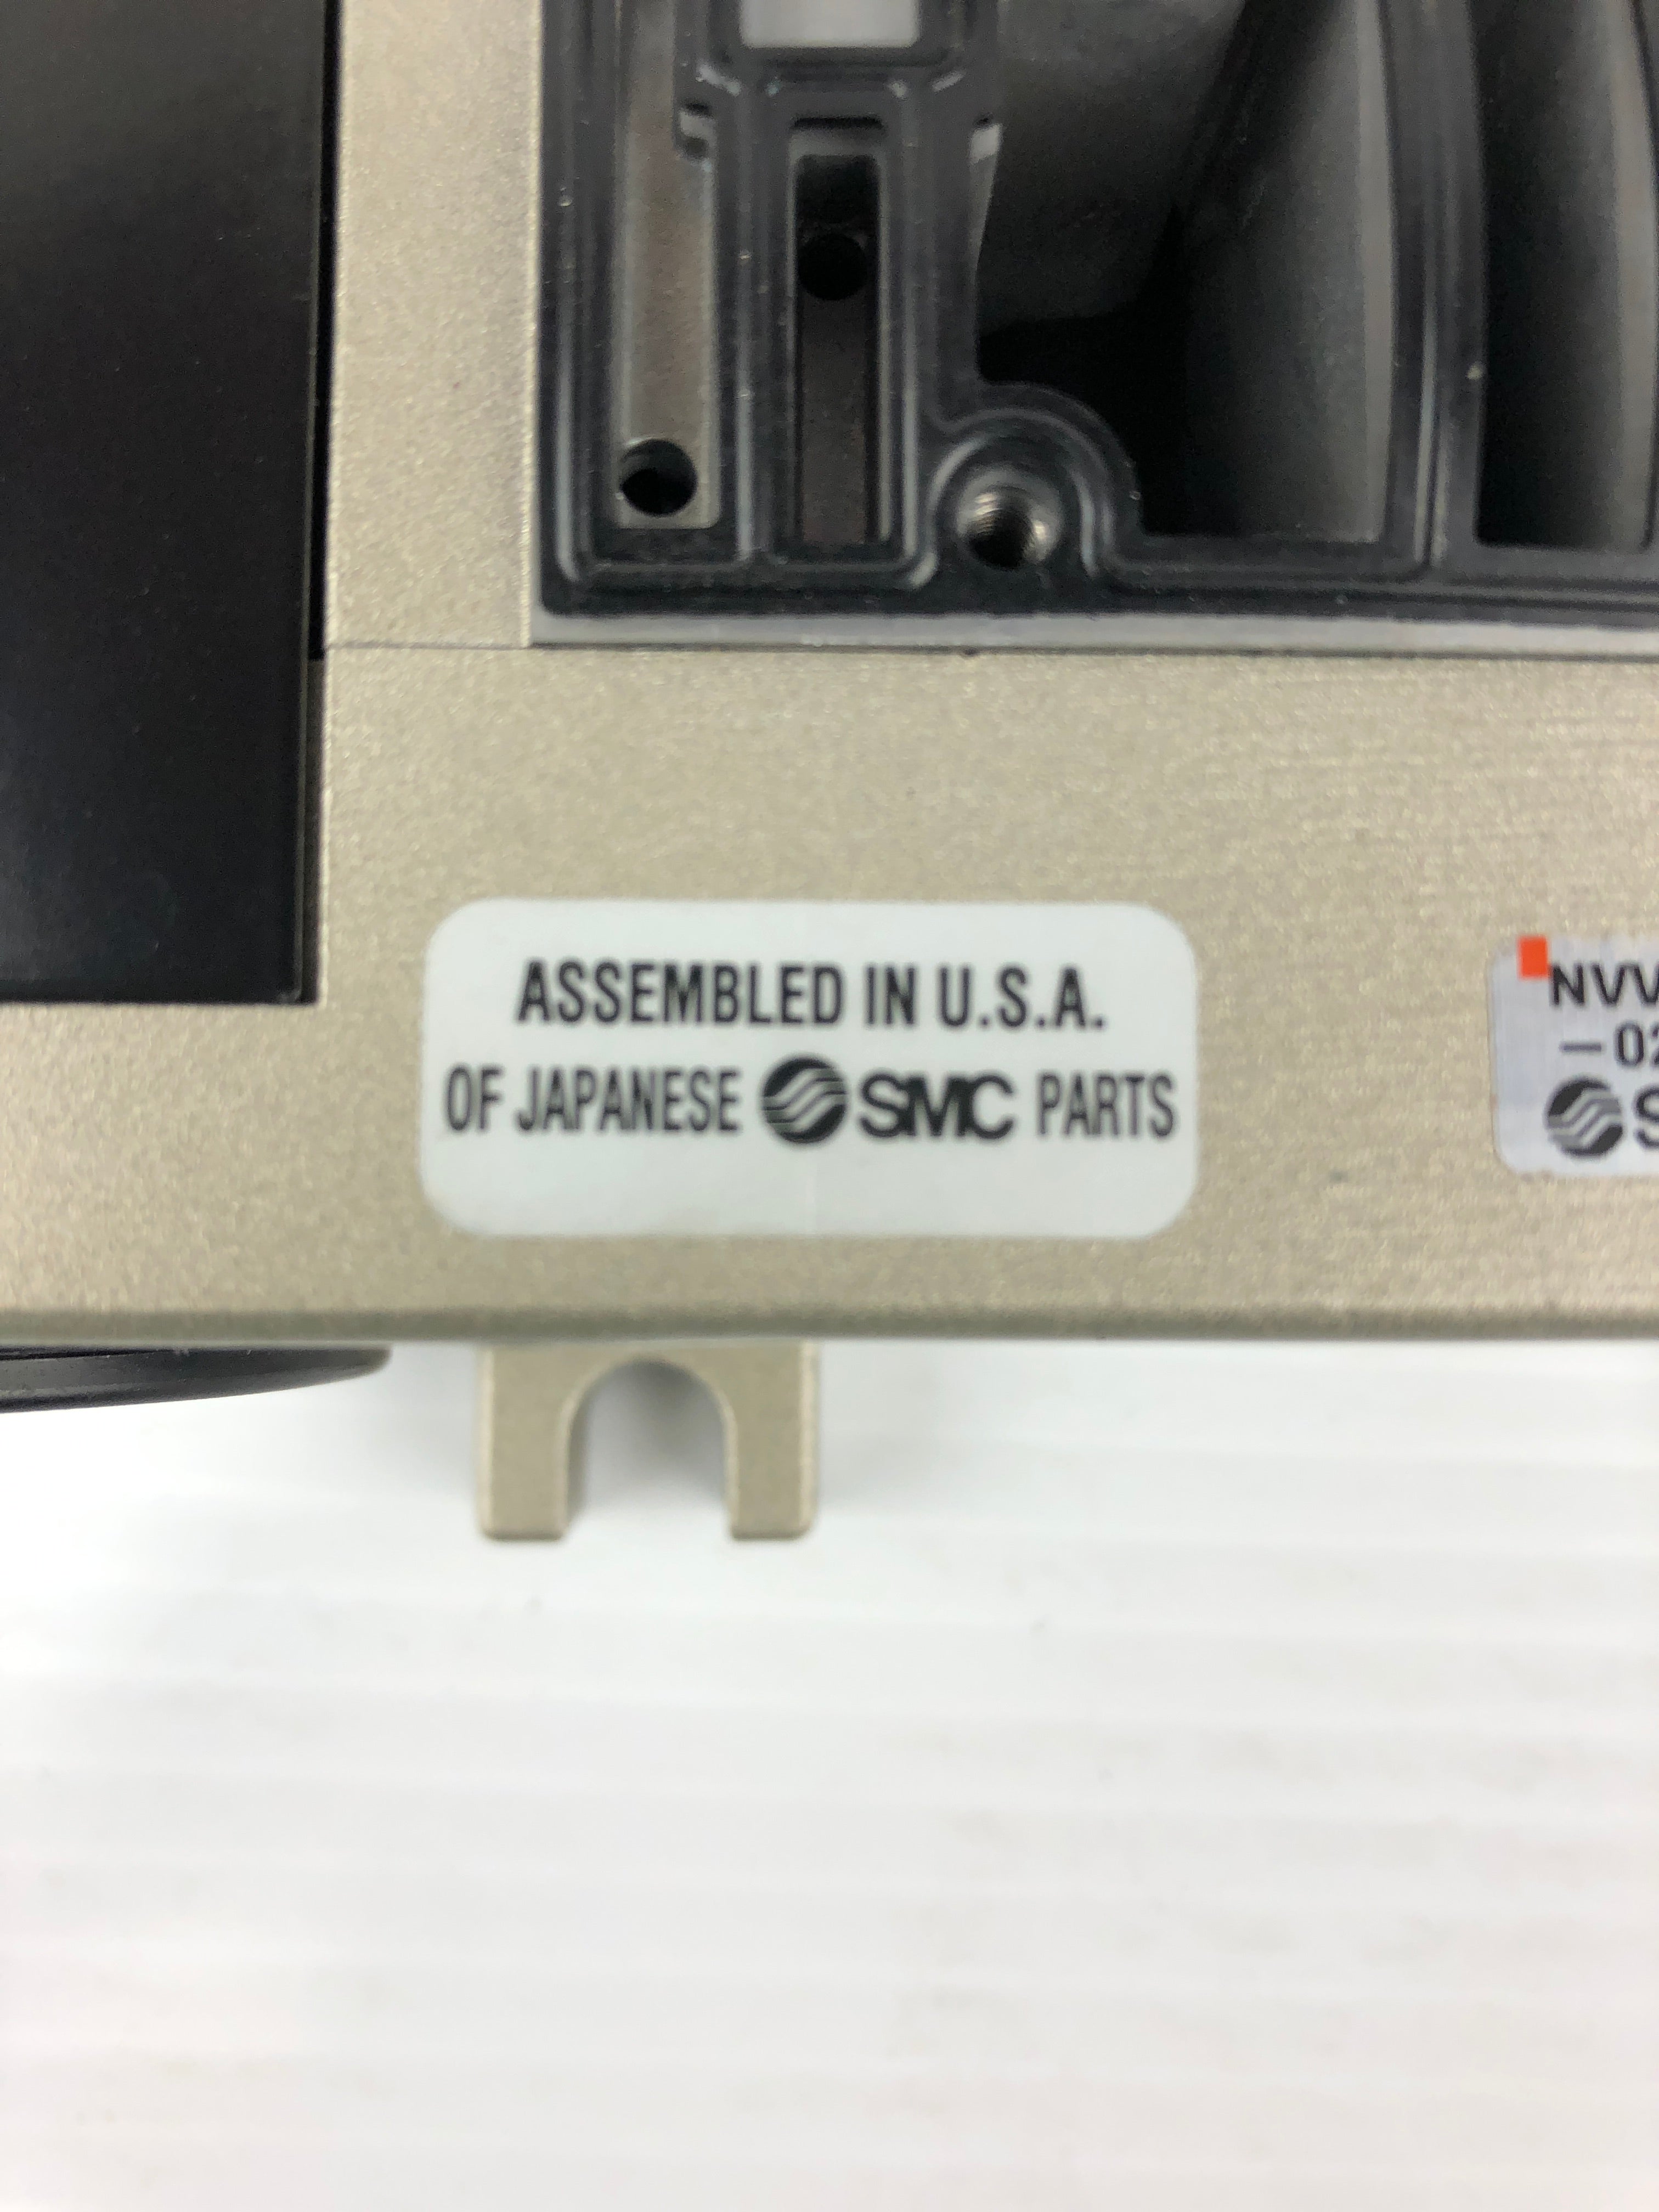 ASSEMBLED IN U.S.A.
OF JAPANESE SMC PARTS
NVV
-02